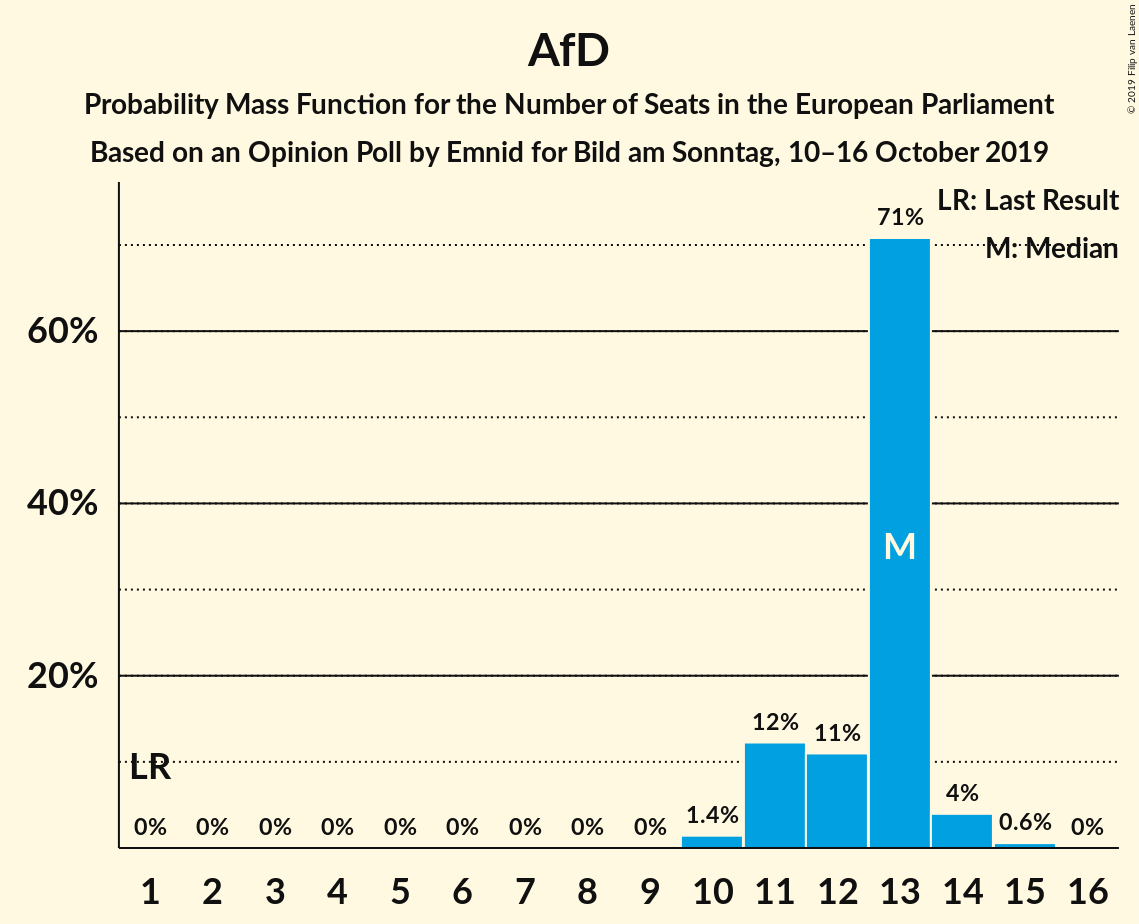 AfD
Probability Mass Function for the Number of Seats in the European Parliament
Based on an Opinion Poll by Emnid for Bild am Sonntag, 10–16 October 2019
© 2019 Filip van Laenen
LR: Last Result
M: Median
71%
60%
40%
M
20%
12%
11%
LR
4%
1.4%
0.6%
0% 0% 0% 0% 0% 0% 0% 0% 0% 0%
1 2 3 4 5 6 7 8 9 10 11 12 13 14 15 16